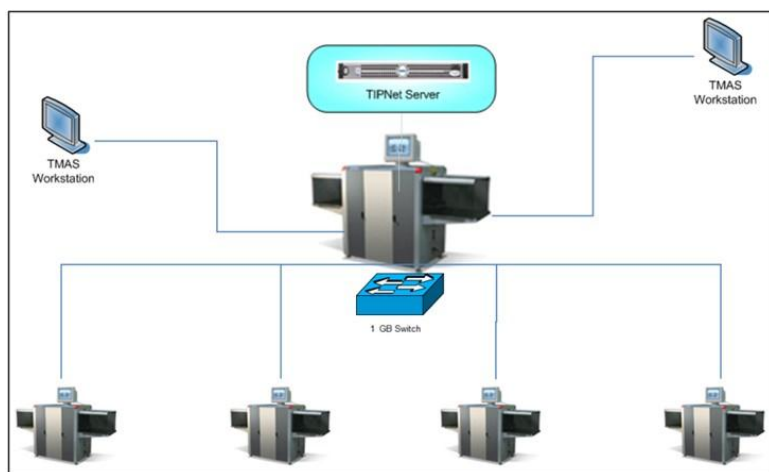 TIPNet Server
TMAS
Workstation
TMAS
Workstation
1 GB Switch